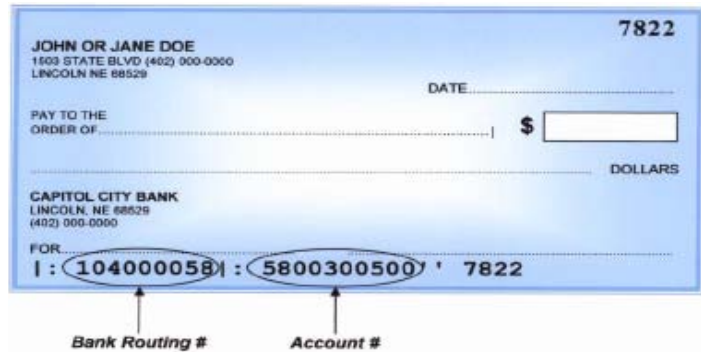 7822
JOHN OR JANE DOE
1503 STATE BLVD (402) 000-0000
LINCOLN NE 68529
DATE
PAY TO THE
ORDER OF
$
DOLLARS
CAPITOL CITY BANK
LINCOLN, NE 68529
(402) 000-0000
FOR
|: 104000058|: 5800300500'' 7822
Bank Routing # Account #